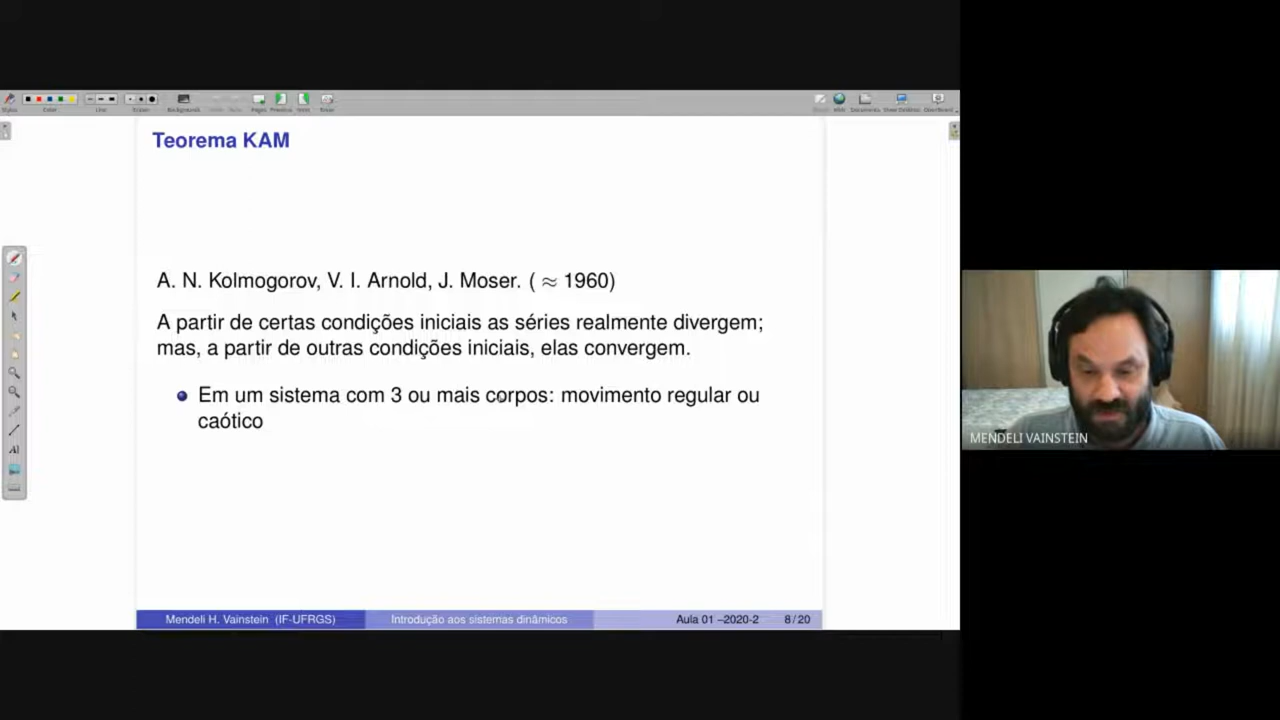 Teorema KAM
A. N. Kolmogorov, V. I. Arnold, J. Moser. ( ≈ 1960)
A partir de certas condições iniciais as séries realmente divergem;
mas, a partir de outras condições iniciais, elas convergem.
Em um sistema com 3 ou mais corpos: movimento regular ou
caótico
MENDELI VAINSTEIN
Mendeli H. Vainstein (IF-UFRGS) Introdução aos sistemas dinâmicos Aula 01 –2020-2 8/20